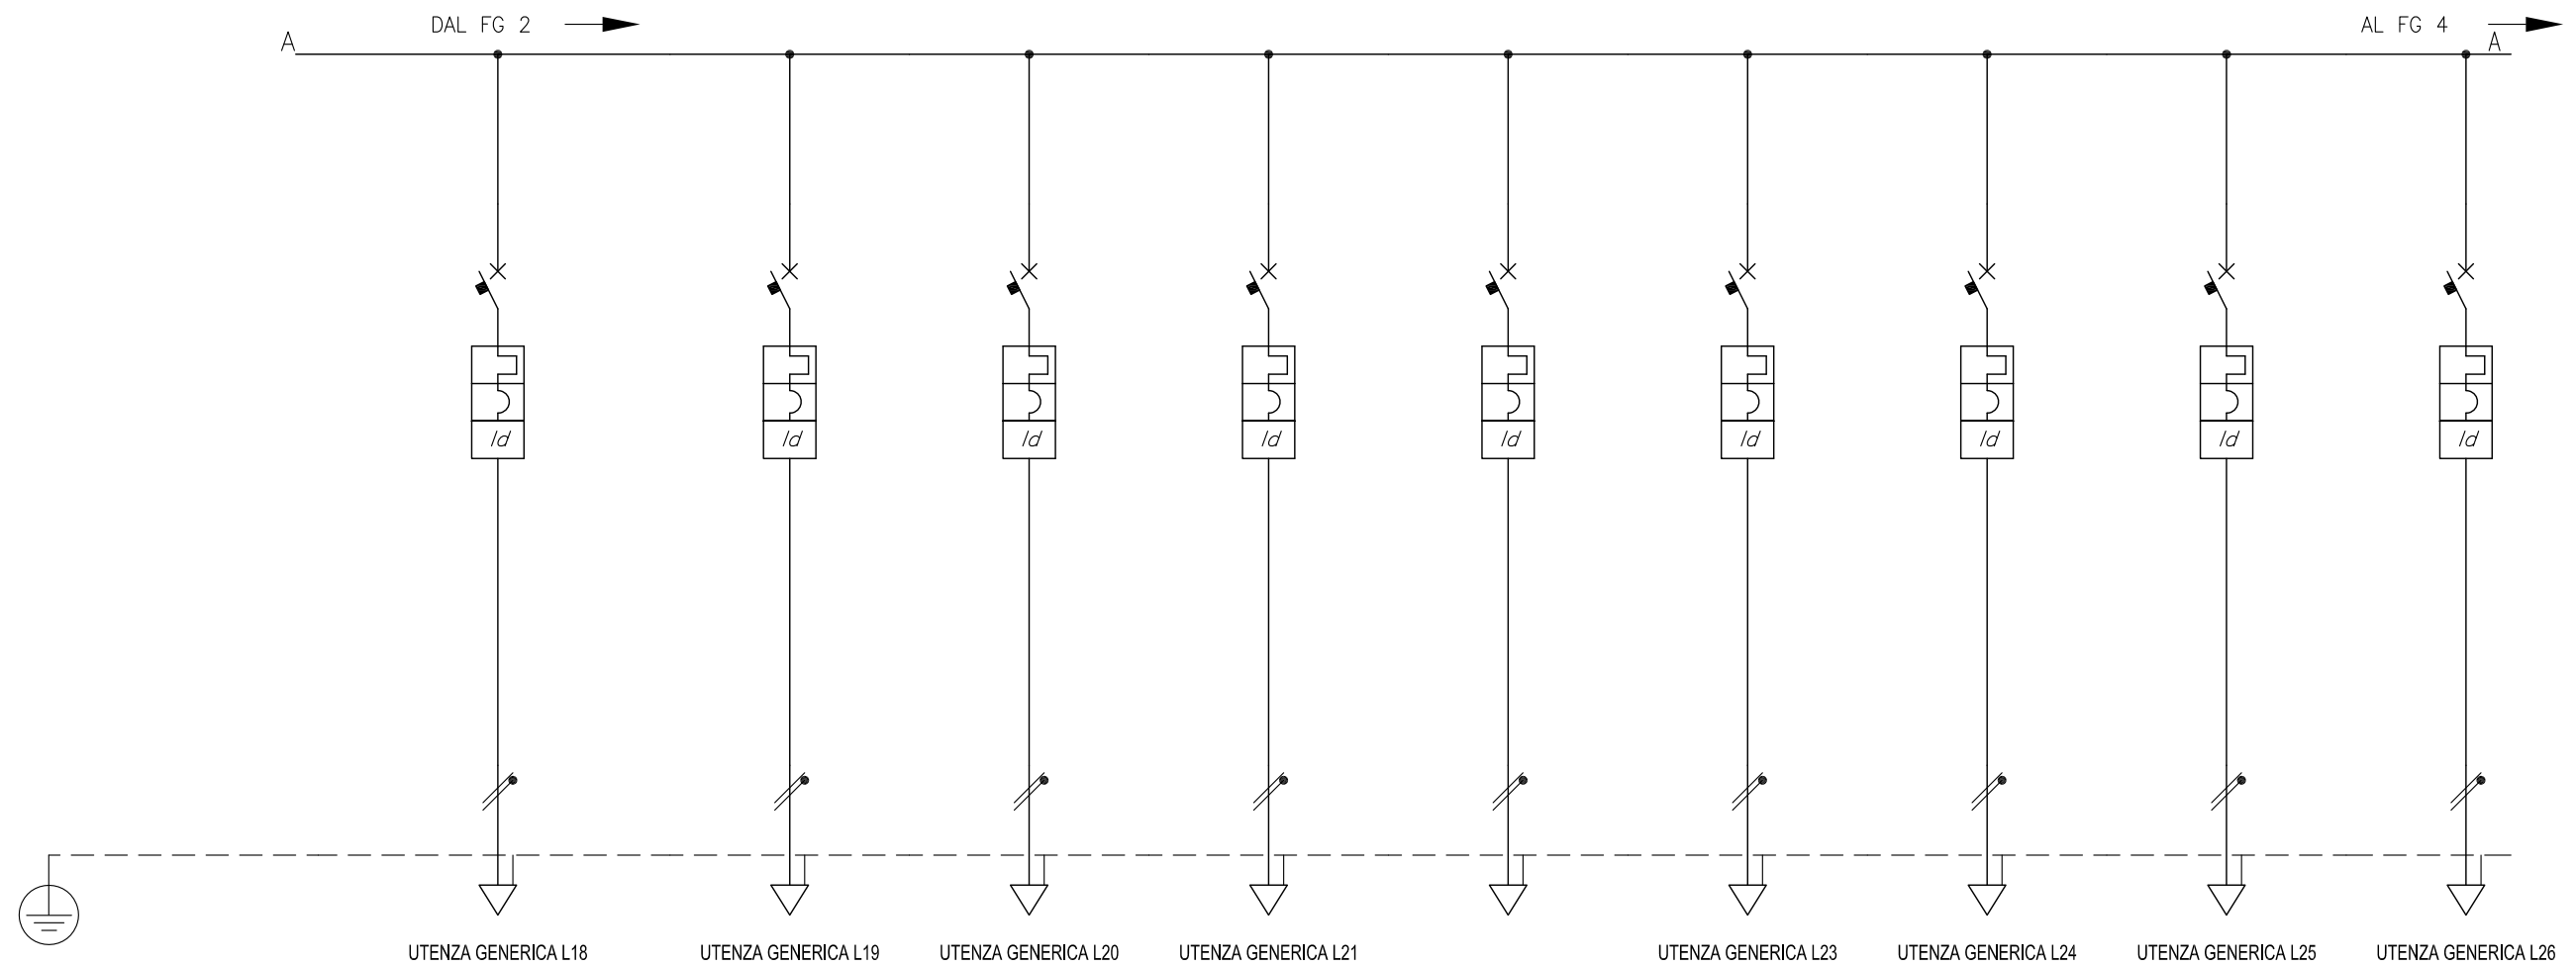 DAL FG 2
AL FG 4
A
A
Id Id Id Id Id Id Id Id Id
UTENZA GENERICA L18
UTENZA GENERICA L19
UTENZA GENERICA L20
UTENZA GENERICA L21
UTENZA GENERICA L23
UTENZA GENERICA L24
UTENZA GENERICA L25
UTENZA GENERICA L26